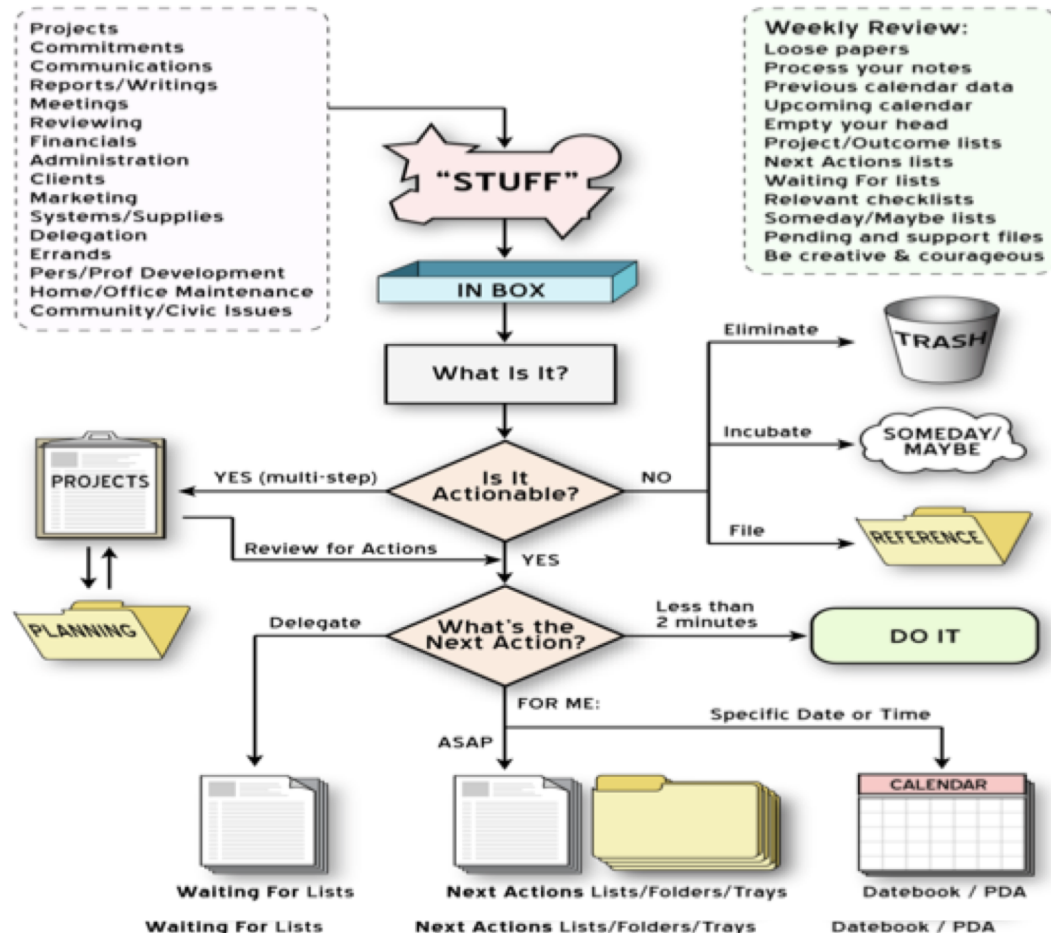 Projects
Commitments
Communications
Reports/Writings
Meetings
Reviewing
Financials
Administration
Clients
Marketing
Systems/Supplies
Delegation
Errands
Pers/Prof Development
Home/Office Maintenance
Community/Civic Issues
Weekly Review:
Loose papers
Process your notes
Previous calendar data
Upcoming calendar
Empty your head
Project/Outcome lists
Next Actions lists
Waiting For lists
Relevant checklists
Someday/Maybe lists
Pending and support files
Be creative & courageous
“STUFF”
IN BOX
What Is It?
Eliminate
TRASH
Incubate
SOMEDAY/
MAYBE
File
REFERENCE
Is It
Actionable?
NO
YES (multi-step)
PROJECTS
Review for Actions
YES
PLANNING
What's the
Next Action?
Delegate
Less than
2 minutes
DO IT
FOR ME:
ASAP
Specific Date or Time
CALENDAR
Waiting For Lists
Next Actions Lists/Folders/Trays
Datebook / PDA
Waiting For Lists
Next Actions Lists/Folders/Trays
Datebook / PDA